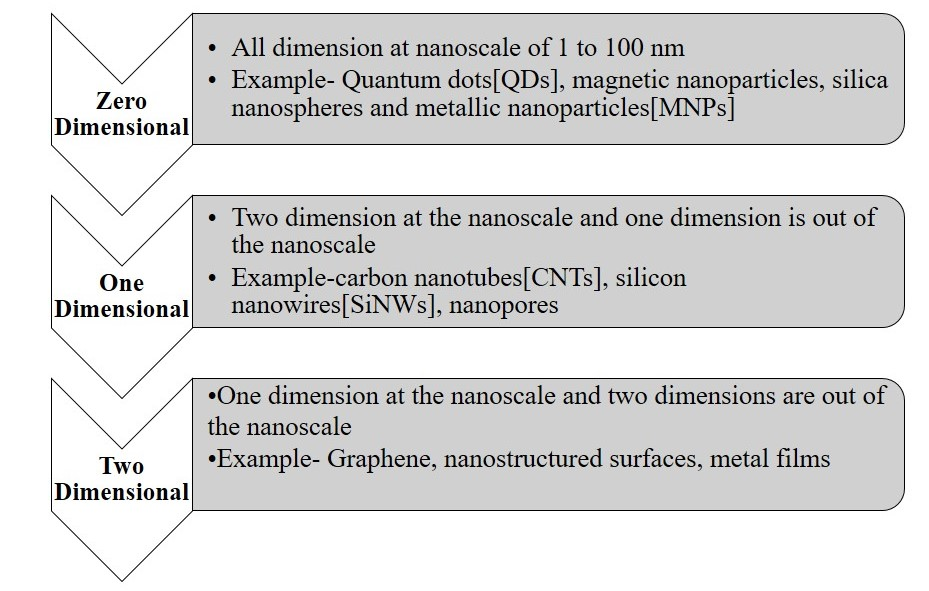 Zero
Dimensional
• All dimension at nanoscale of 1 to 100 nm
• Example- Quantum dots[QDs], magnetic nanoparticles, silica
nanospheres and metallic nanoparticles[MNPs]
One
Dimensional
• Two dimension at the nanoscale and one dimension is out of
the nanoscale
• Example-carbon nanotubes[CNTs], silicon
nanowires[SiNWs], nanopores
Two
Dimensional
•One dimension at the nanoscale and two dimensions are out of
the nanoscale
•Example- Graphene, nanostructured surfaces, metal films